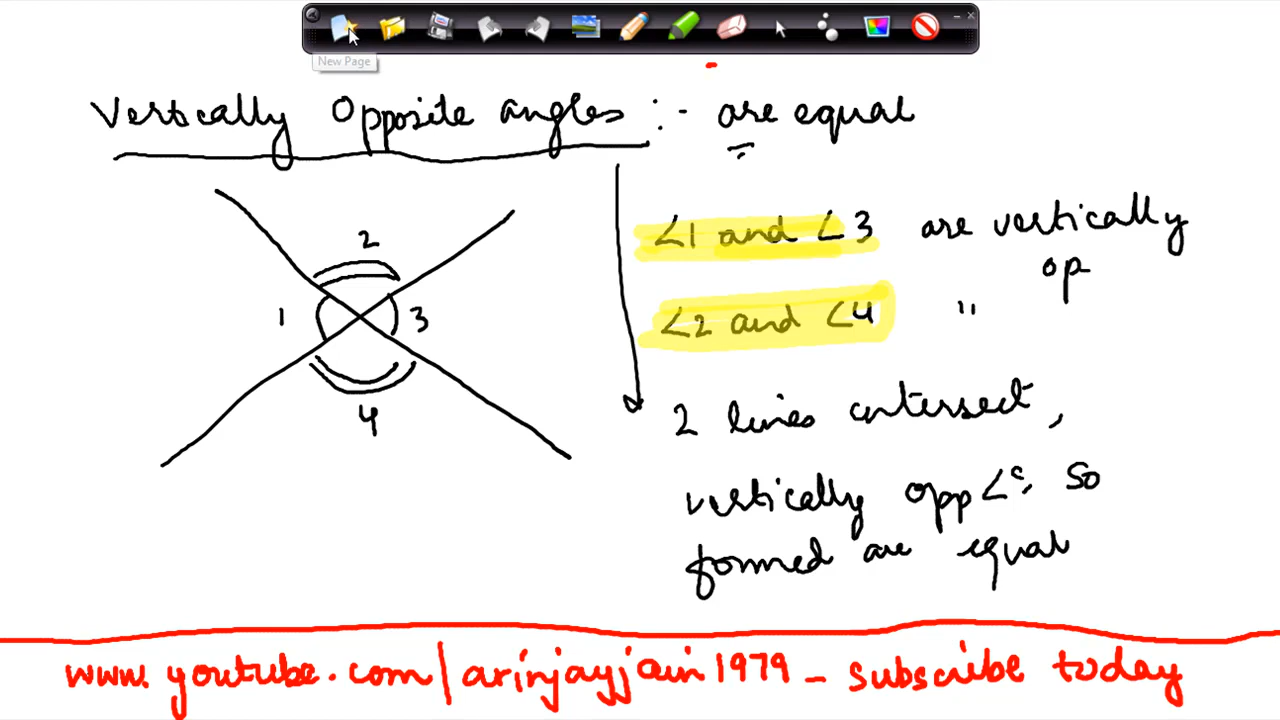 New Page
Vertically Opposite angles :- are equal
∠1 and ∠3 are vertically
op
∠2 and ∠4 "
2
1
3
4
2 lines intersect,
vertically opp ∠s, so
formed are equal
www.youtube.com/arinjayjain1979 - subscribe today